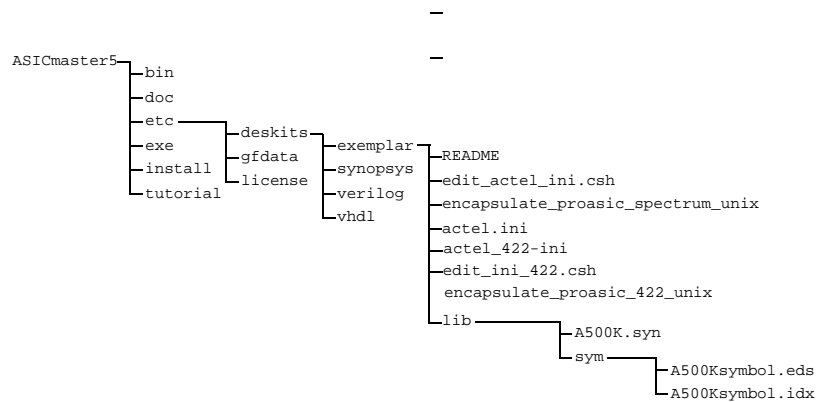 ASICmaster5
bin
doc
etc
exe
install
tutorial
deskits
gfdata
license
exemplar
synopsys
verilog
vhdl
README
edit_actel_ini.csh
encapsulate_proasic_spectrum_unix
actel.ini
actel_422-ini
edit_ini_422.csh
encapsulate_proasic_422_unix
lib
A500K.syn
sym
A500Ksymbol.eds
A500Ksymbol.idx